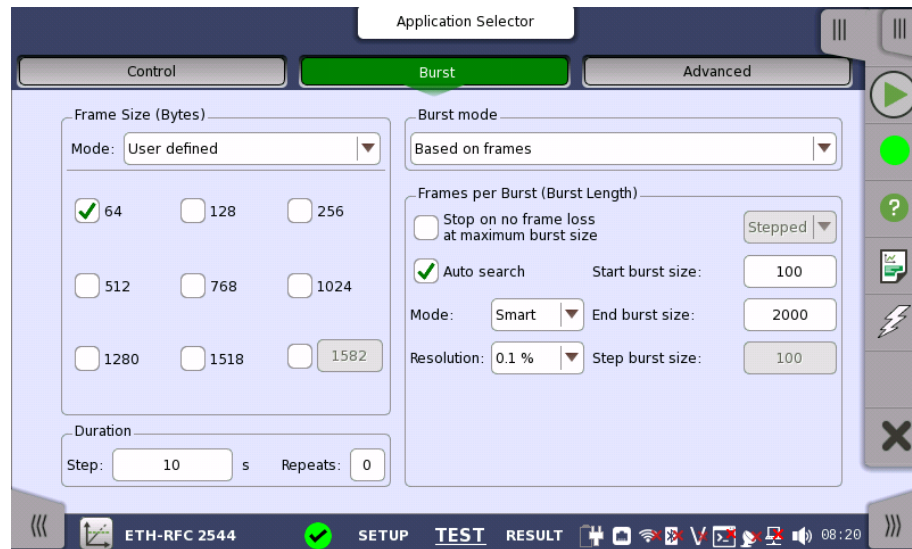 Application Selector
Control
Burst
Advanced
Frame Size (Bytes)
Mode: User defined
64
128
256
512
768
1024
1280
1518
1582
Duration
Step: 10 s Repeats: 0
Burst mode
Based on frames
Frames per Burst (Burst Length)
Stop on no frame loss
at maximum burst size
Stepped
Auto search
Start burst size: 100
Mode: Smart
End burst size: 2000
Resolution: 0.1 %
Step burst size: 100
ETH-RFC 2544
SETUP
TEST
RESULT
08:20